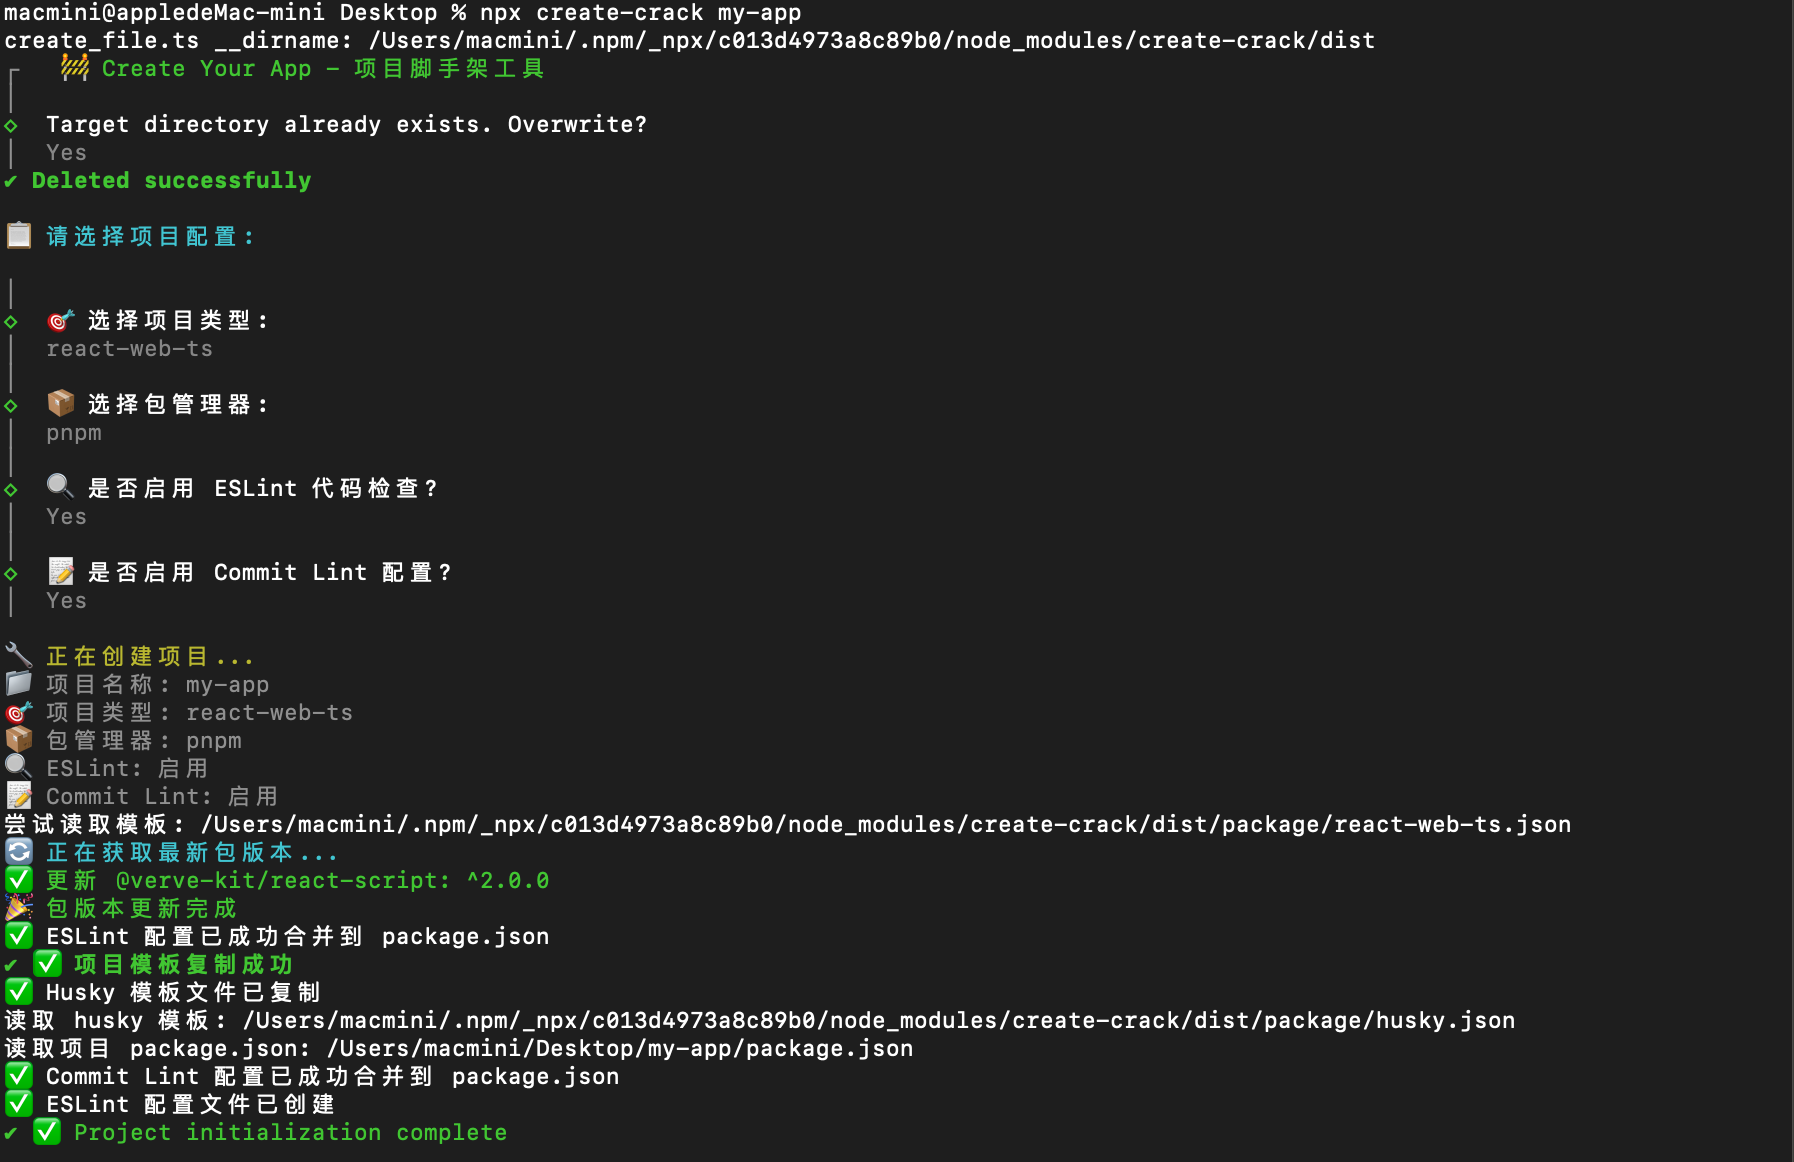 macmini@appledeMac-mini Desktop % npx create-crack my-app
create_file.ts __dirname: /Users/macmini/.npm/_npx/c013d4973a8c89b0/node_modules/create-crack/dist
🚧 Create Your App - 项目脚手架工具
Target directory already exists. Overwrite?
Yes
✔ Deleted successfully
📋 请选择项目配置:
🎯 选择项目类型:
react-web-ts
📦 选择包管理器:
pnpm
🔍 是否启用 ESLint 代码检查?
Yes
📝 是否启用 Commit Lint 配置?
Yes
🔧 正在创建项目...
📁 项目名称: my-app
🎯 项目类型: react-web-ts
📦 包管理器: pnpm
🔍 ESLint: 启用
📝 Commit Lint: 启用
尝试读取模板: /Users/macmini/.npm/_npx/c013d4973a8c89b0/node_modules/create-crack/dist/package/react-web-ts.json
🔄 正在获取最新包版本...
✅ 更新 @verve-kit/react-script: ^2.0.0
🎉 包版本更新完成
✅ ESLint 配置已成功合并到 package.json
✔ ✅ 项目模板复制成功
✅ Husky 模板文件已复制
读取 husky 模板: /Users/macmini/.npm/_npx/c013d4973a8c89b0/node_modules/create-crack/dist/package/husky.json
读取项目 package.json: /Users/macmini/Desktop/my-app/package.json
✅ Commit Lint 配置已成功合并到 package.json
✅ ESLint 配置文件已创建
✔ ✅ Project initialization complete